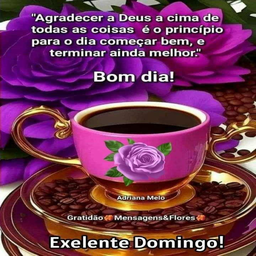 "Agradecer a Deus a cima de
todas as coisas é o princípio
para o dia começar bem, e
terminar ainda melhor."
Bom dia!
Adriana Melo
Gratidão Mensagens&Flores
Exelente Domingo!